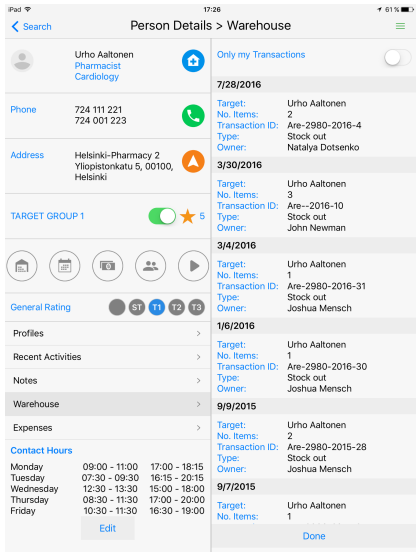 iPad 17:26 61 %
Search Person Details > Warehouse
Urho Aaltonen
Pharmacist
Cardiology
Phone 724 111 221
724 001 223
Address Helsinki-Pharmacy 2
Yliopistonkatu 5, 00100,
Helsinki
TARGET GROUP 1 5
General Rating ST T1 T2 T3
Profiles
Recent Activities
Notes
Warehouse
Expenses
Contact Hours
Monday 09:00 - 11:00 17:00 - 18:15
Tuesday 07:30 - 09:30 16:15 - 20:15
Wednesday 12:30 - 13:30 15:00 - 18:00
Thursday 08:30 - 11:30 17:00 - 20:00
Friday 10:30 - 11:30 16:30 - 19:00
Edit
Only my Transactions
7/28/2016
Target: Urho Aaltonen
No. Items: 2
Transaction ID: Are-2980-2016-4
Type: Stock out
Owner: Natalya Dotsenko
3/30/2016
Target: Urho Aaltonen
No. Items: 3
Transaction ID: Are--2016-10
Type: Stock out
Owner: John Newman
3/4/2016
Target: Urho Aaltonen
No. Items: 1
Transaction ID: Are-2980-2016-31
Type: Stock out
Owner: Joshua Mensch
1/6/2016
Target: Urho Aaltonen
No. Items: 1
Transaction ID: Are-2980-2016-30
Type: Stock out
Owner: Joshua Mensch
9/9/2015
Target: Urho Aaltonen
No. Items: 2
Transaction ID: Are-2980-2015-28
Type: Stock out
Owner: Joshua Mensch
9/7/2015
Target: Urho Aaltonen
No. Items: 1
Done